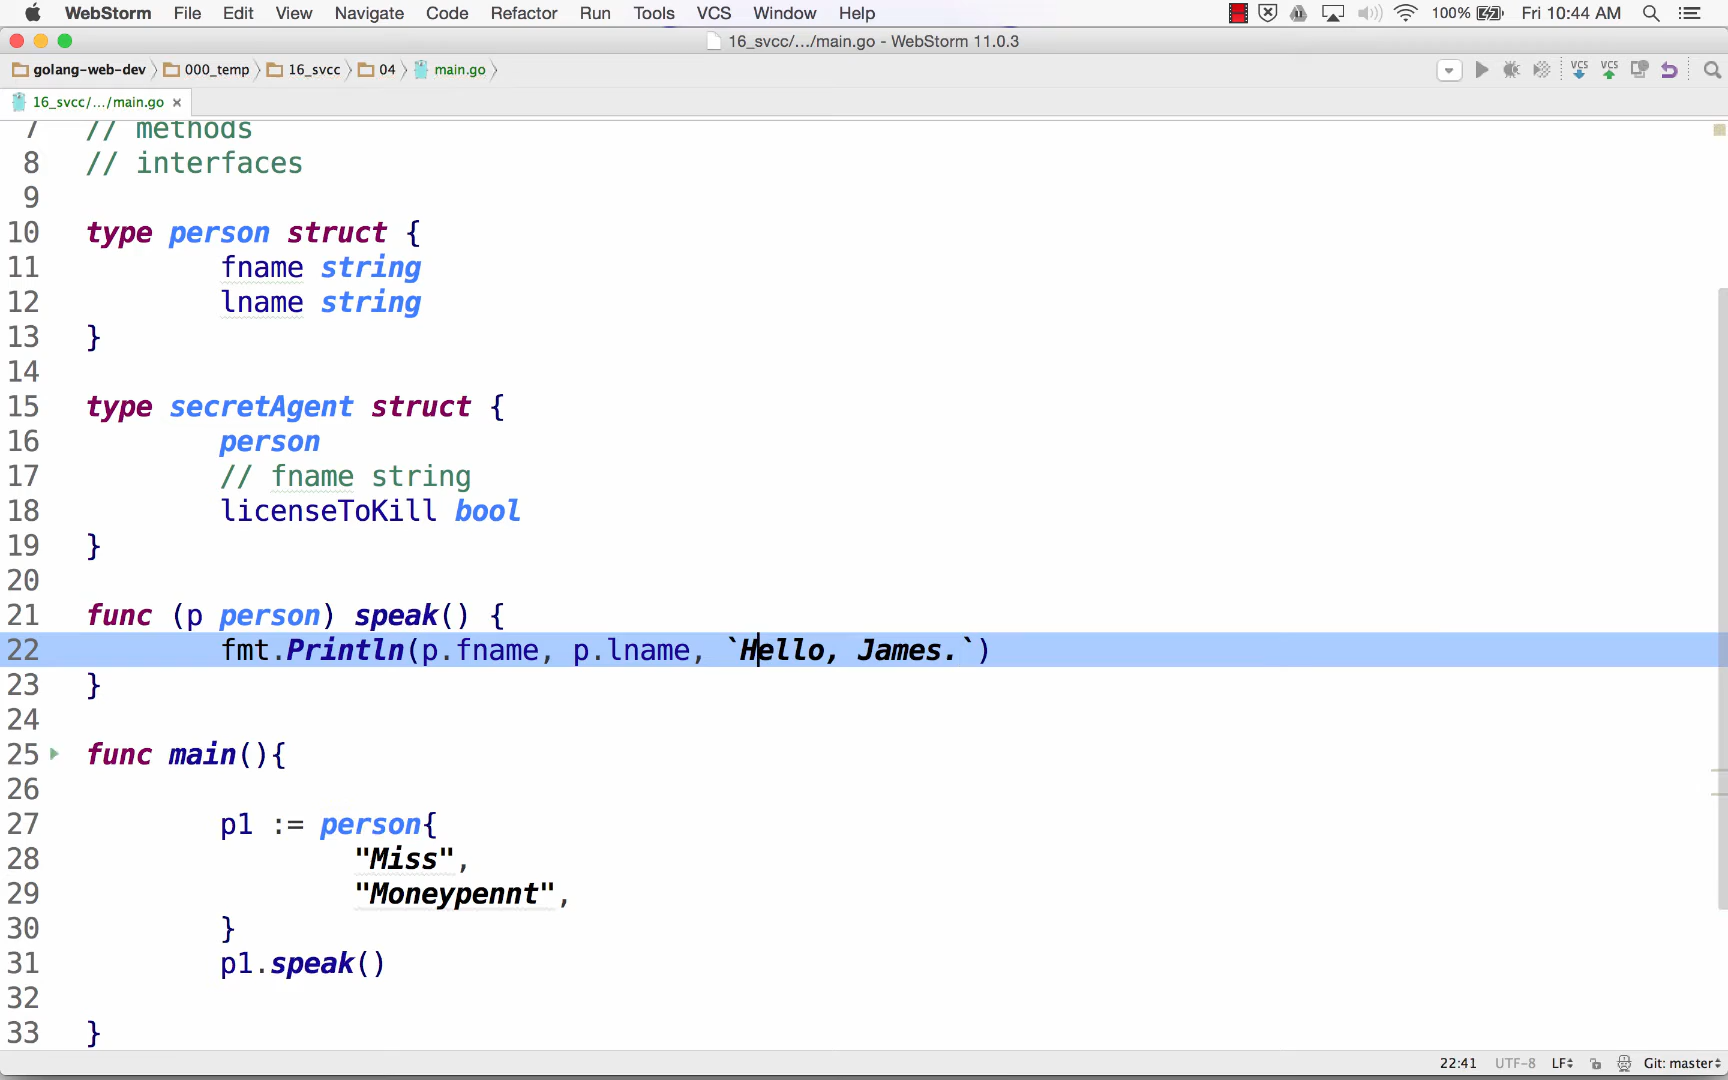 WebStorm File Edit View Navigate Code Refactor Run Tools VCS Window Help 100% Fri 10:44 AM
16_svcc/.../main.go - WebStorm 11.0.3
golang-web-dev 000_temp 16_svcc 04 main.go VCS VCS
16_svcc/.../main.go ×
7 // methods
8 // interfaces
9
10 type person struct {
11 fname string
12 lname string
13 }
14
15 type secretAgent struct {
16 person
17 // fname string
18 licenseToKill bool
19 }
20
21 func (p person) speak() {
22 fmt.Println(p.fname, p.lname, `Hello, James.`)
23 }
24
25 func main(){
26
27 p1 := person{
28 "Miss",
29 "Moneypennt",
30 }
31 p1.speak()
32
33 }
22:41 UTF-8 LF Git: master